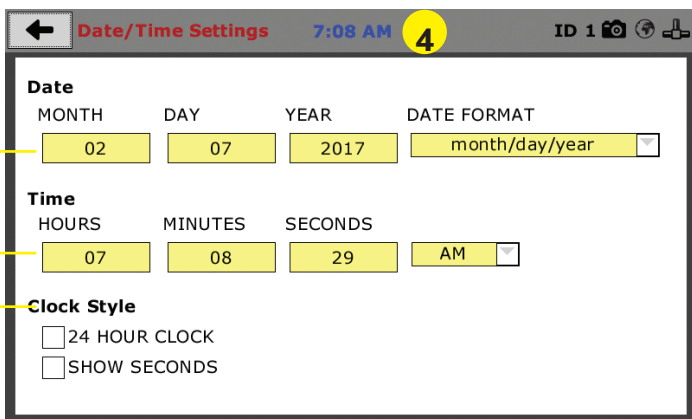 Date/Time Settings 7:08 AM 4 ID 1
Date
MONTH DAY YEAR DATE FORMAT
02 07 2017 month/day/year
Time
HOURS MINUTES SECONDS
07 08 29 AM
Clock Style
24 HOUR CLOCK
SHOW SECONDS